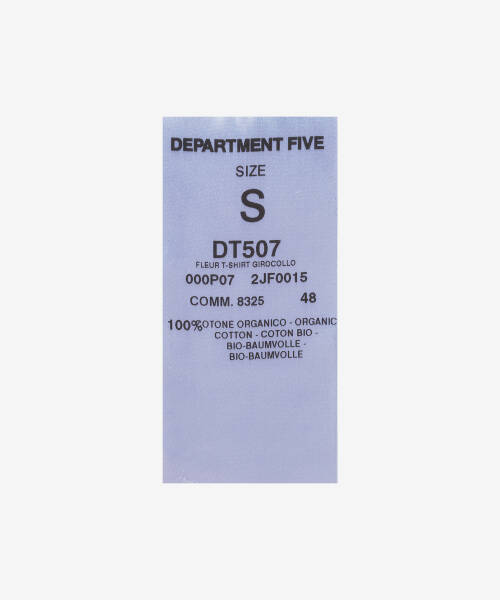 DEPARTMENT FIVE
SIZE
S
DT507
FLEUR T-SHIRT GIROCOLLO
000P07 2JF0015
COMM. 8325 48
100%OTONE ORGANICO - ORGANIC
COTTON - COTON BIO -
BIO-BAUMVOLLE -
BIO-BAUMVOLLE